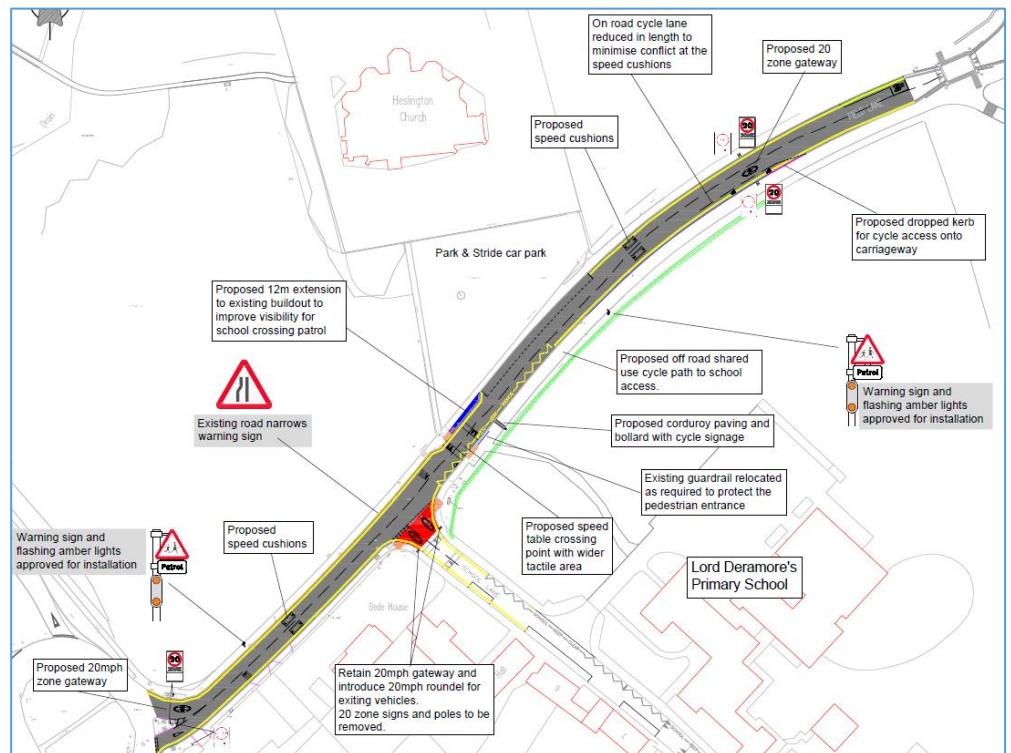 On road cycle lane
reduced in length to
minimise conflict at the
speed cushions
Proposed 20
zone gateway
Drain
Heslington
Church
Proposed
speed cushions
FIELD LANE
20
ZONE
20
ZONE
Proposed dropped kerb
for cycle access onto
carriageway
Park & Stride car park
Proposed 12m extension
to existing buildout to
improve visibility for
school crossing patrol
Proposed off road shared
use cycle path to school
access.
Patrol
Warning sign and
flashing amber lights
approved for installation
Existing road narrows
warning sign
Proposed corduroy paving and
bollard with cycle signage
Existing guardrail relocated
as required to protect the
pedestrian entrance
Warning sign and
flashing amber lights
approved for installation
Patrol
Proposed
speed cushions
Proposed speed
table crossing
point with wider
tactile area
Lord Deramore's
Primary School
SCHOOL LANE
Bede House
Hall
Proposed 20mph
zone gateway
20
ZONE
Retain 20mph gateway and
introduce 20mph roundel for
exiting vehicles.
20 zone signs and poles to be
removed.